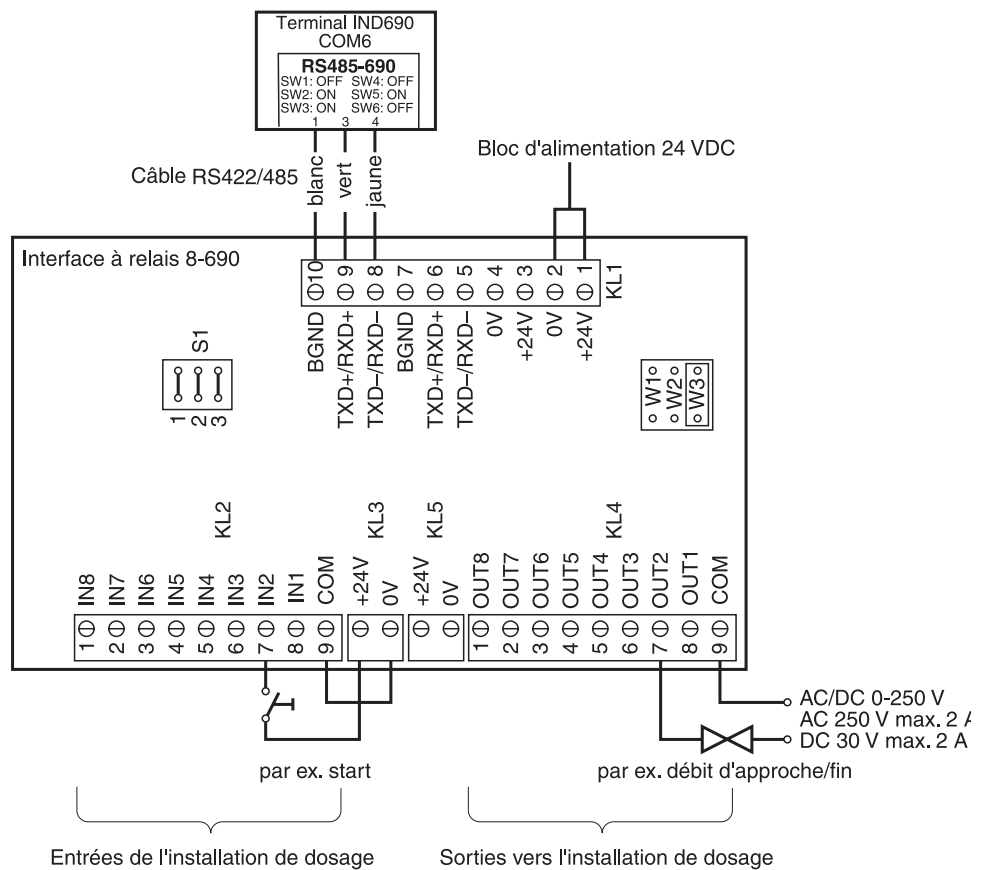 Terminal IND690
COM6
RS485-690
SW1: OFF SW4: OFF
SW2: ON SW5: ON
SW3: ON SW6: OFF
1 3 4
Bloc d'alimentation 24 VDC
Câble RS422/485
blanc
vert
jaune
Interface à relais 8-690
10 9 8 7 6 5 4 3 2 1
KL1
BGND
TXD+/RXD+
TXD–/RXD–
BGND
TXD+/RXD+
TXD–/RXD–
0V
+24V
0V
+24V
S1
1 2 3
W1
W2
W3
KL2
KL3
KL5
KL4
IN8
IN7
IN6
IN5
IN4
IN3
IN2
IN1
COM
+24V
0V
+24V
0V
OUT8
OUT7
OUT6
OUT5
OUT4
OUT3
OUT2
OUT1
COM
1 2 3 4 5 6 7 8 9
1 2 3 4 5 6 7 8 9
AC/DC 0-250 V
AC 250 V max. 2 A
DC 30 V max. 2 A
par ex. start
par ex. débit d'approche/fin
Entrées de l'installation de dosage
Sorties vers l'installation de dosage